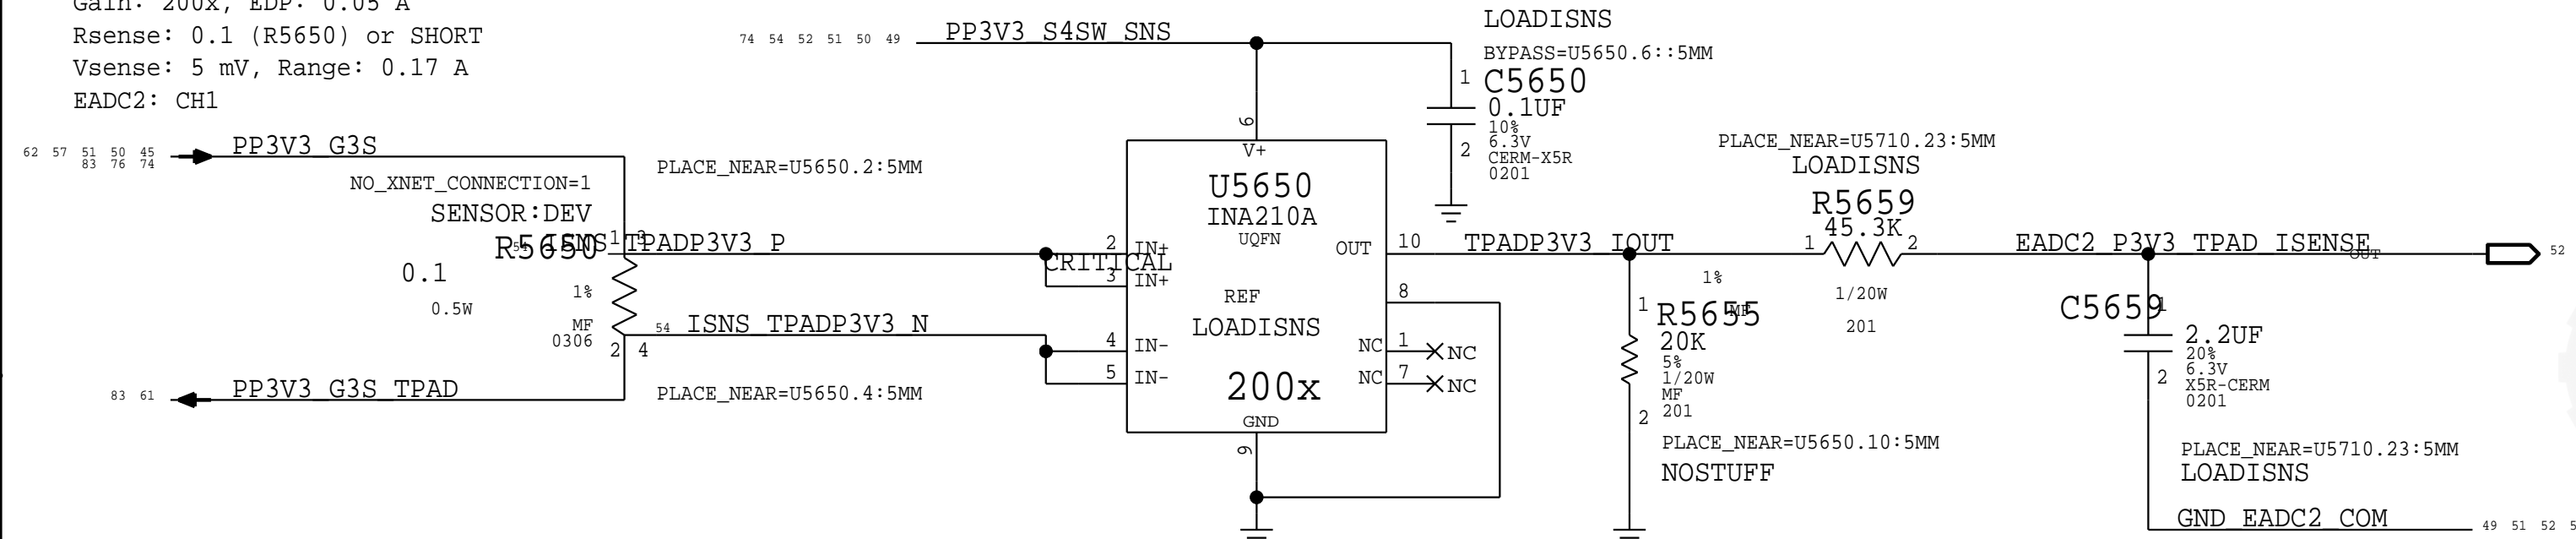 Gain: 200x, EDP: 0.05 A
Rsense: 0.1 (R5650) or SHORT
Vsense: 5 mV, Range: 0.17 A
EADC2: CH1
74 54 52 51 50 49
PP3V3_S4SW_SNS
LOADISNS
BYPASS=U5650.6::5MM
1
C5650
0.1UF
10%
6.3V
2
CERM-X5R
0201
62 57 51 50 45
83 76 74
PP3V3_G3S
PLACE_NEAR=U5650.2:5MM
NO_XNET_CONNECTION=1
SENSOR:DEV
R5650
1 3
54
ISNS_TPADP3V3_P
0.1
1%
0.5W
MF
0306
2 4
54
ISNS_TPADP3V3_N
83 61
PP3V3_G3S_TPAD
PLACE_NEAR=U5650.4:5MM
6
V+
U5650
INA210A
UQFN
2
IN+
CRITICAL
3
IN+
OUT
10
REF
8
LOADISNS
4
IN-
NC
1
NC
5
IN-
NC
7
NC
200x
GND
9
TPADP3V3_IOUT
PLACE_NEAR=U5710.23:5MM
LOADISNS
R5659
45.3K
1
2
1%
MF
1/20W
201
1
R5655
20K
5%
1/20W
MF
201
2
PLACE_NEAR=U5650.10:5MM
NOSTUFF
EADC2_P3V3_TPAD_ISENSE
OUT
52
C5659
1
2.2UF
20%
6.3V
2
X5R-CERM
0201
PLACE_NEAR=U5710.23:5MM
LOADISNS
GND_EADC2_COM
49 51 52